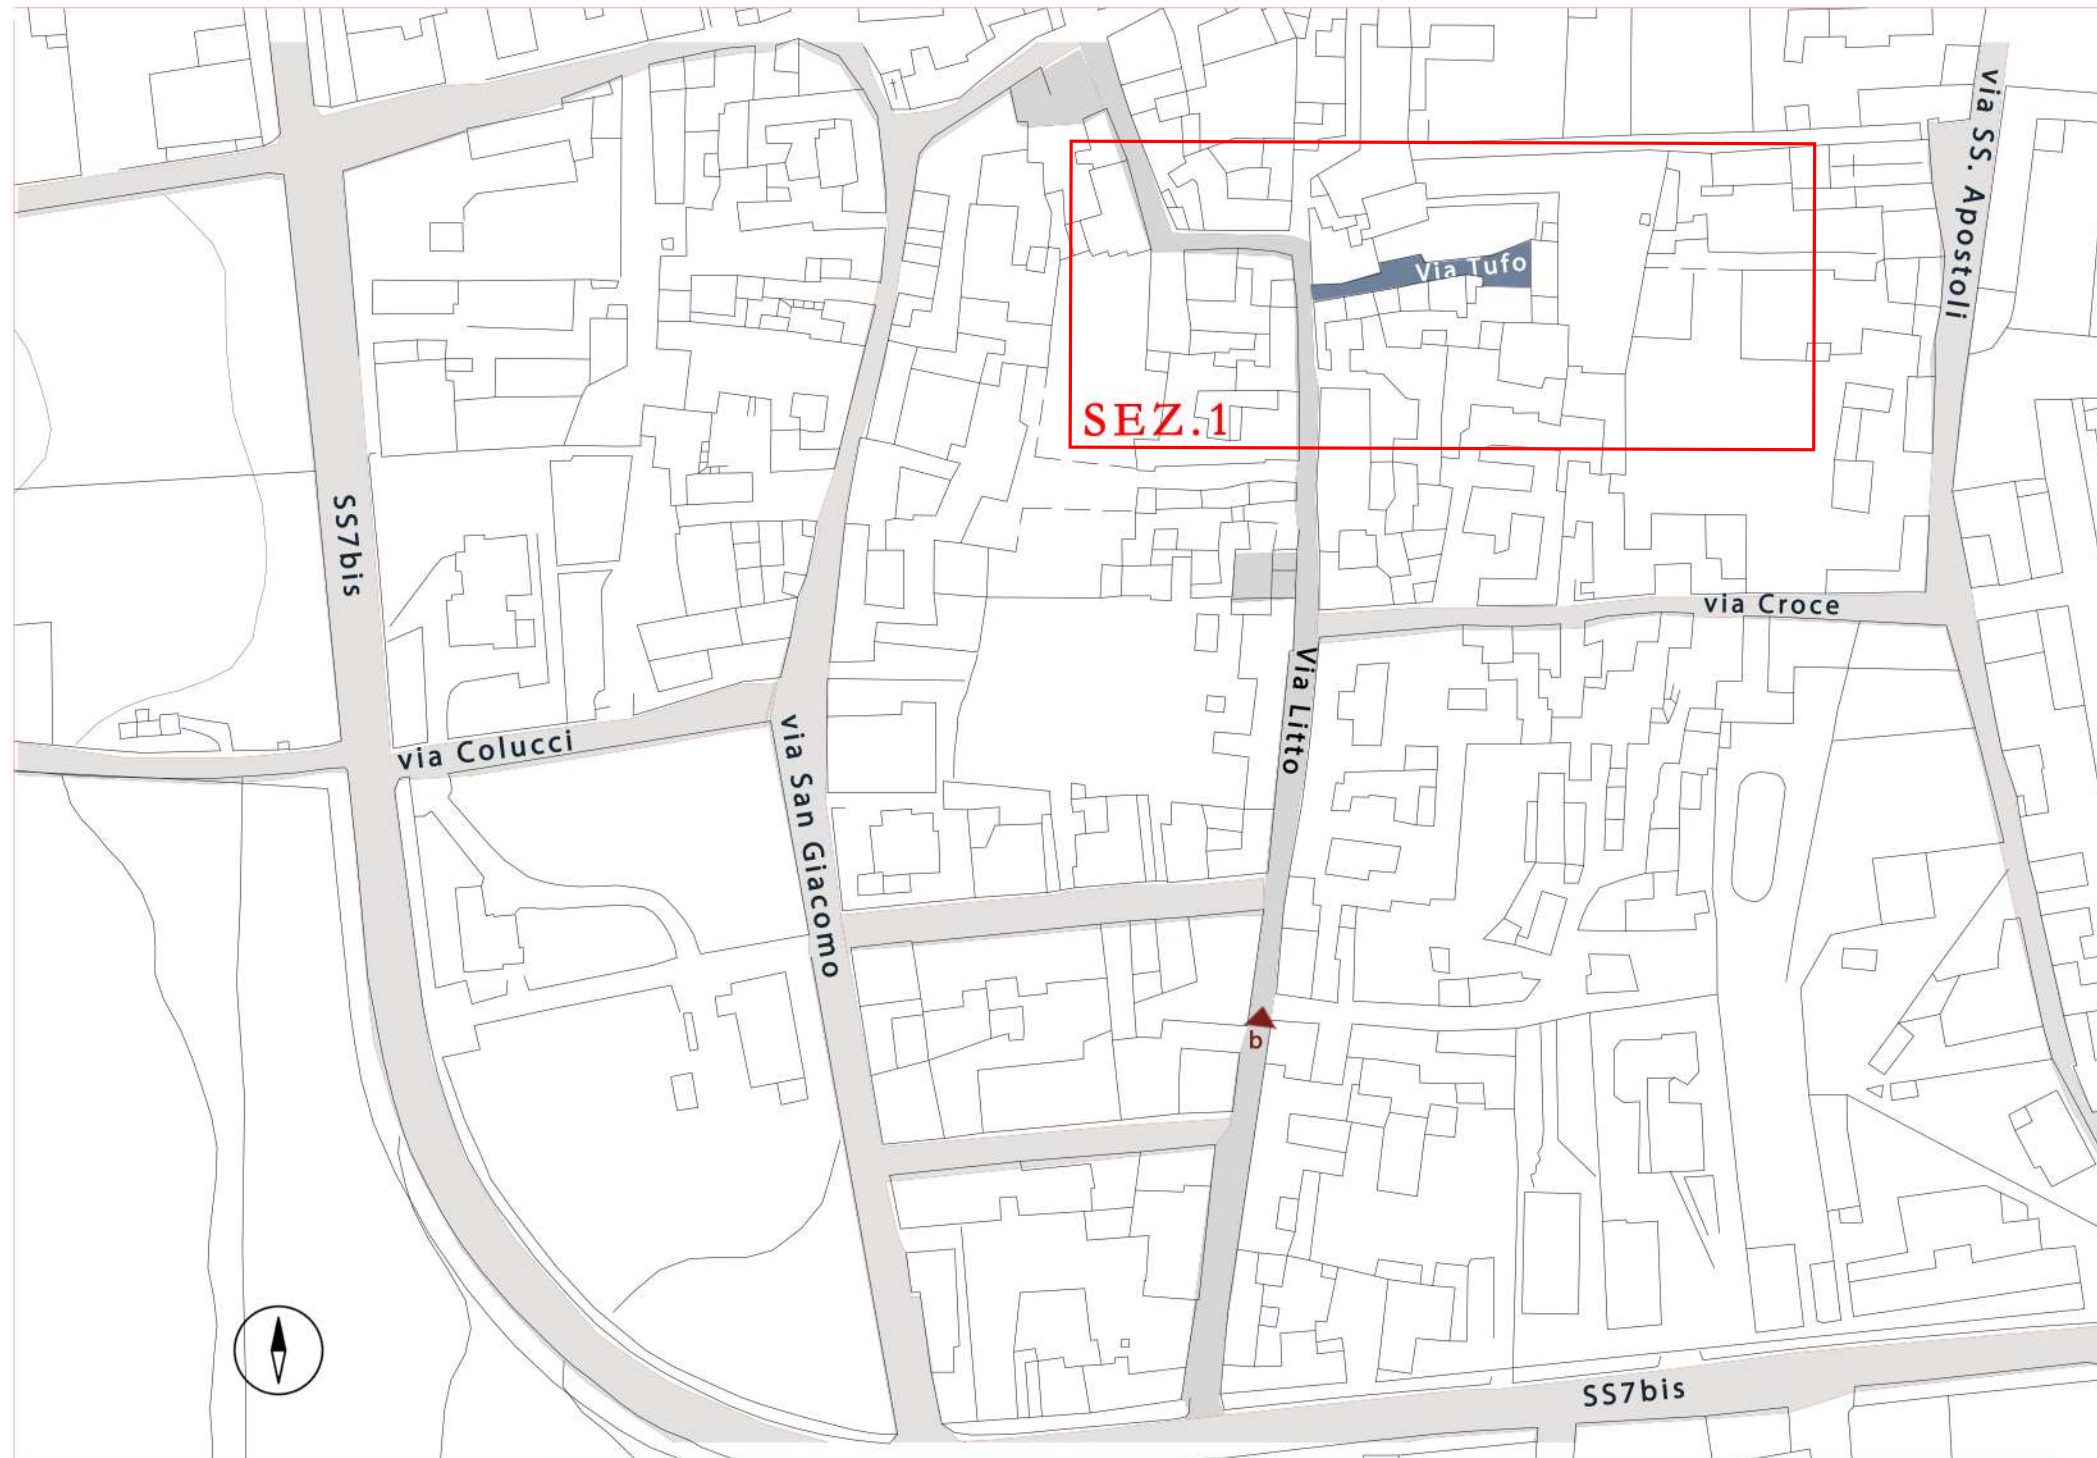 via SS. Apostoli
Via Tufo
SEZ.1
SS7bis
via Croce
Via Litto
via Colucci
via San Giacomo
b
SS7bis